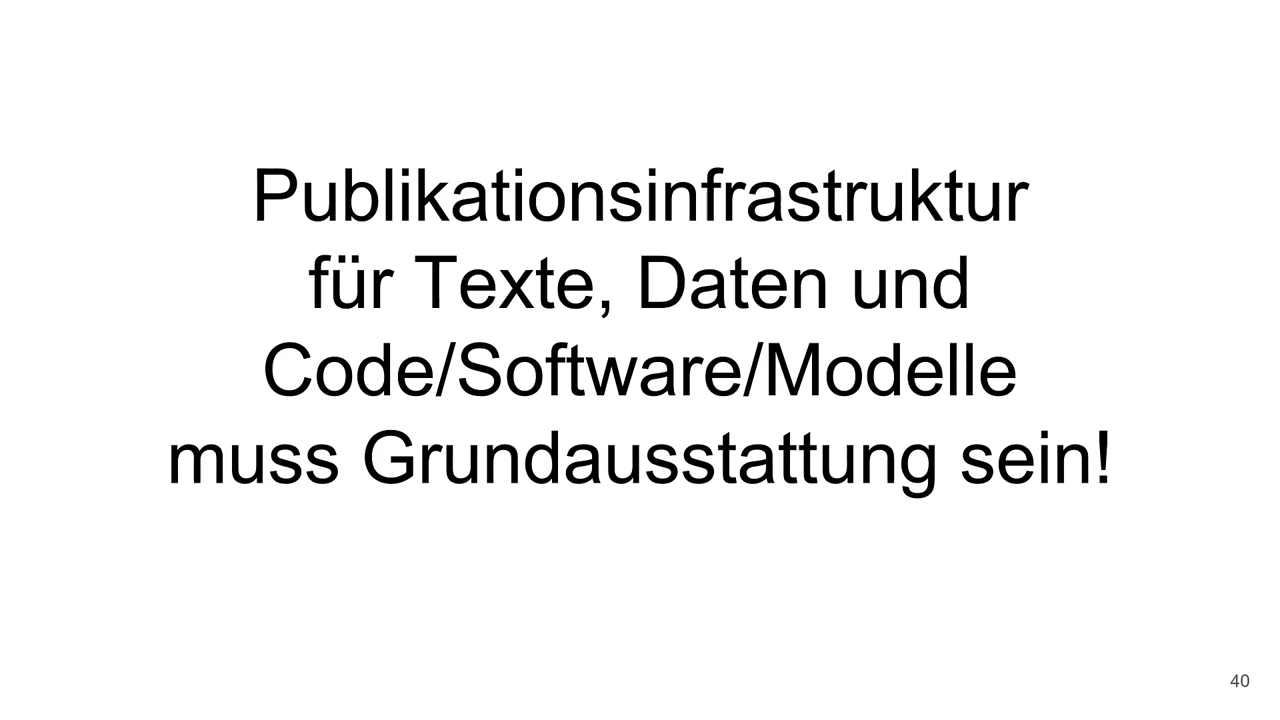 Publikationsinfrastruktur
für Texte, Daten und
Code/Software/Modelle
muss Grundausstattung sein!
40